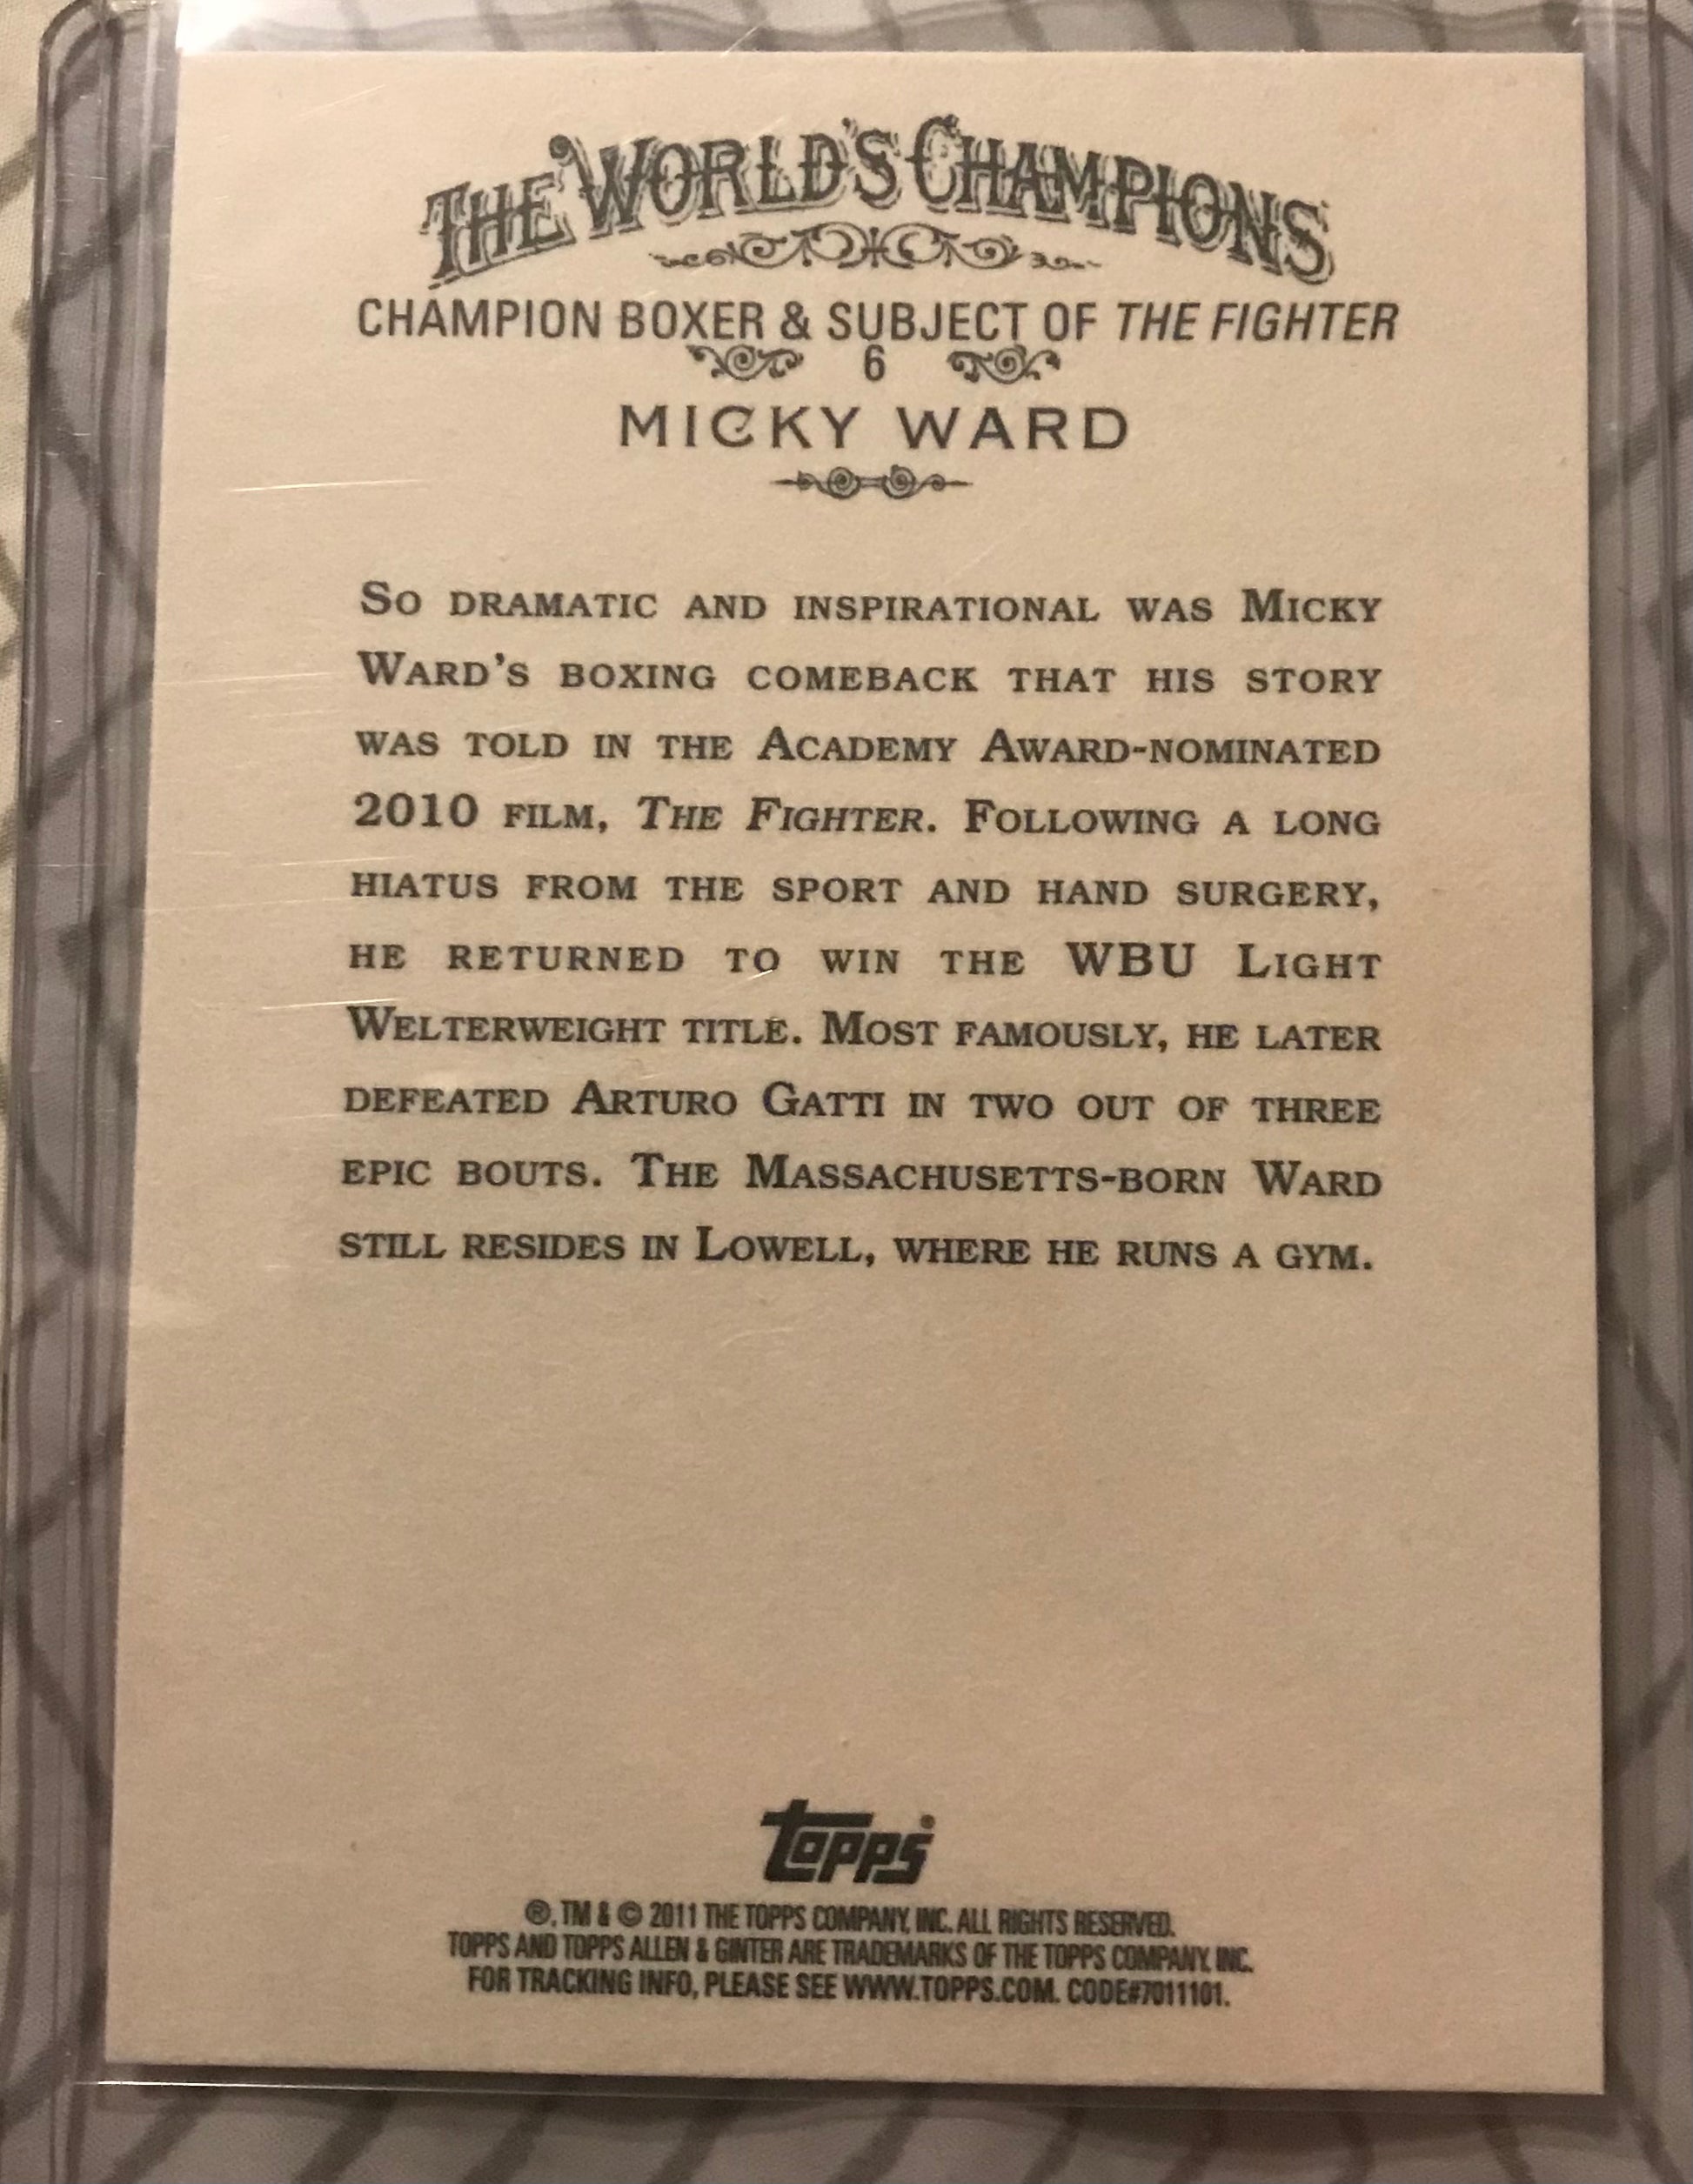 THE WORLD'S CHAMPIONS
CHAMPION BOXER & SUBJECT OF THE FIGHTER
6
MICKY WARD
So dramatic and inspirational was Micky
Ward's boxing comeback that his story
was told in the Academy Award-nominated
2010 film, The Fighter. Following a long
hiatus from the sport and hand surgery,
he returned to win the WBU Light
Welterweight title. Most famously, he later
defeated Arturo Gatti in two out of three
epic bouts. The Massachusetts-born Ward
still resides in Lowell, where he runs a gym.
topps
®, TM & © 2011 THE TOPPS COMPANY, INC. ALL RIGHTS RESERVED.
TOPPS AND TOPPS ALLEN & GINTER ARE TRADEMARKS OF THE TOPPS COMPANY, INC.
FOR TRACKING INFO, PLEASE SEE WWW.TOPPS.COM. CODE#7011101.